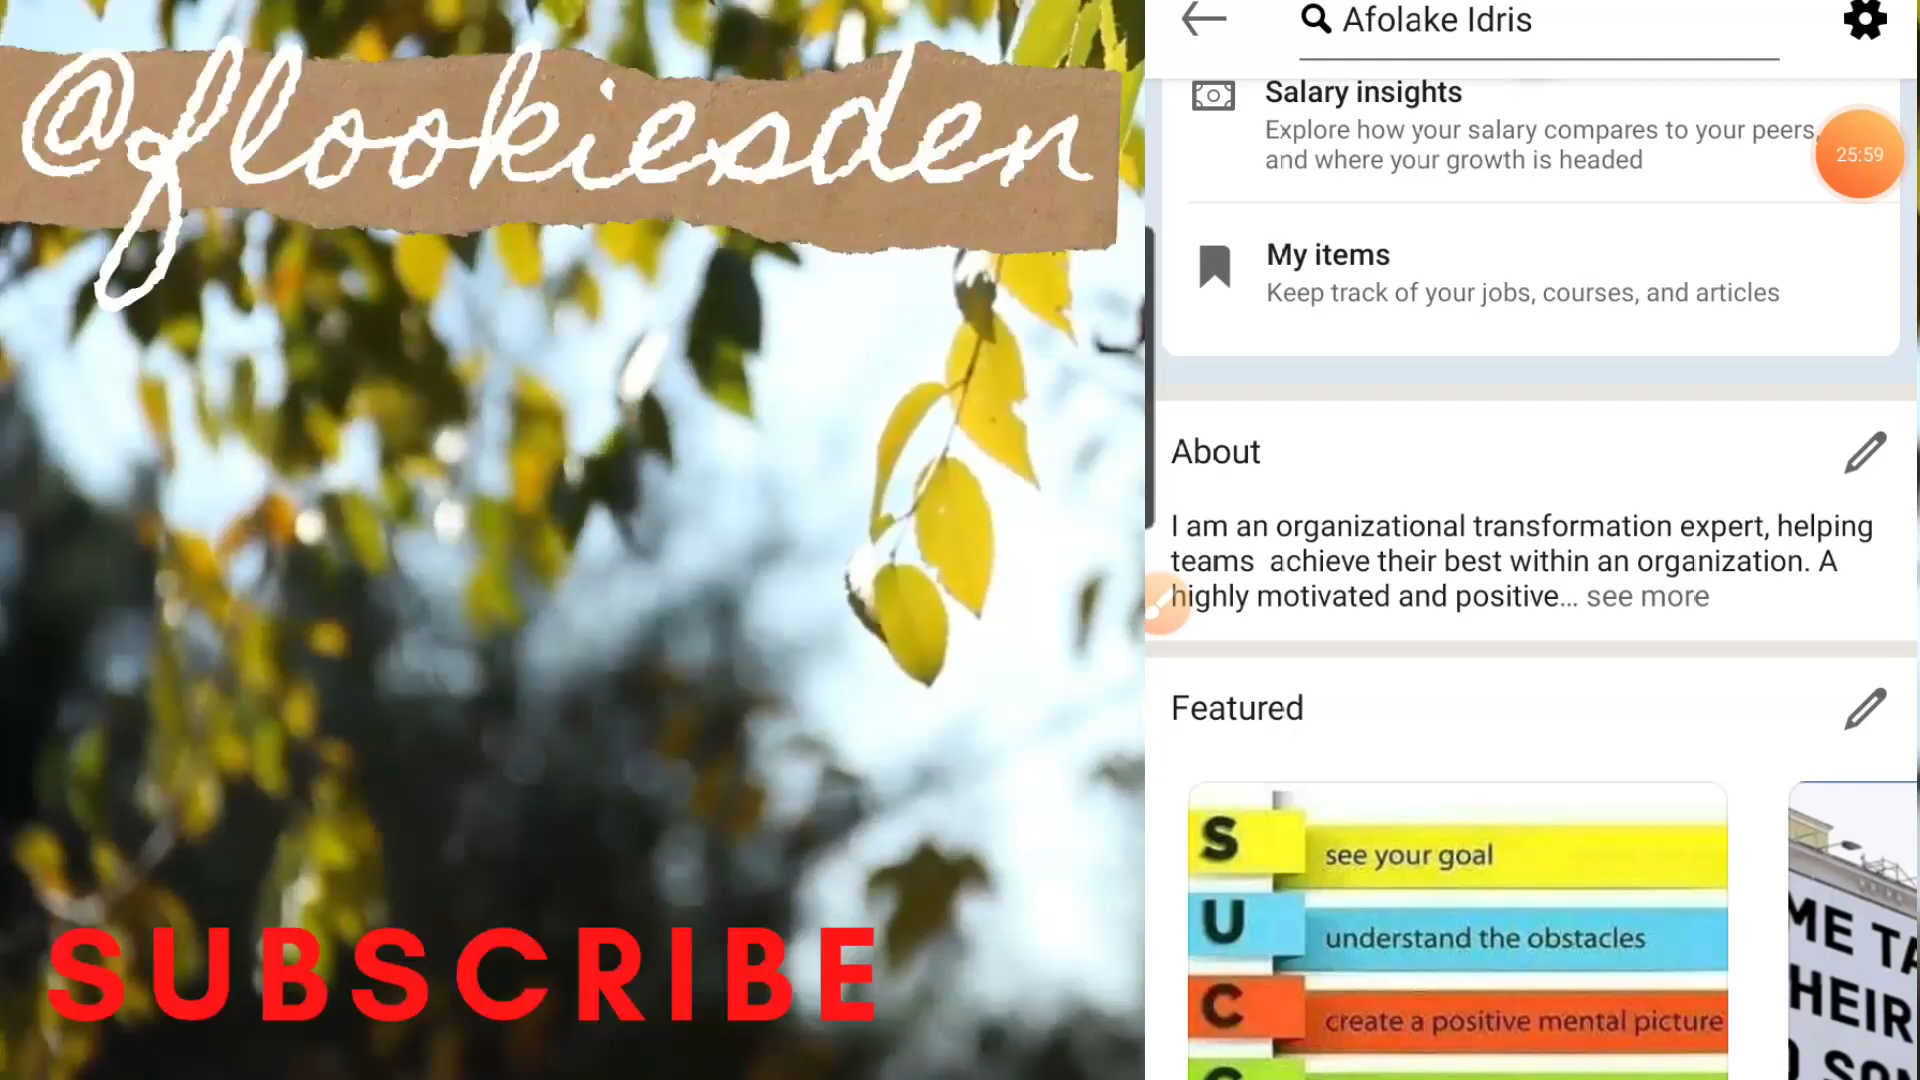 @flookiesden
SUBSCRIBE
Afolake Idris
Salary insights
Explore how your salary compares to your peers,
and where your growth is headed
25:59
My items
Keep track of your jobs, courses, and articles
About
I am an organizational transformation expert, helping
teams  achieve their best within an organization. A
highly motivated and positive... see more
Featured
S see your goal
U understand the obstacles
C create a positive mental picture
ME TA
HEIR